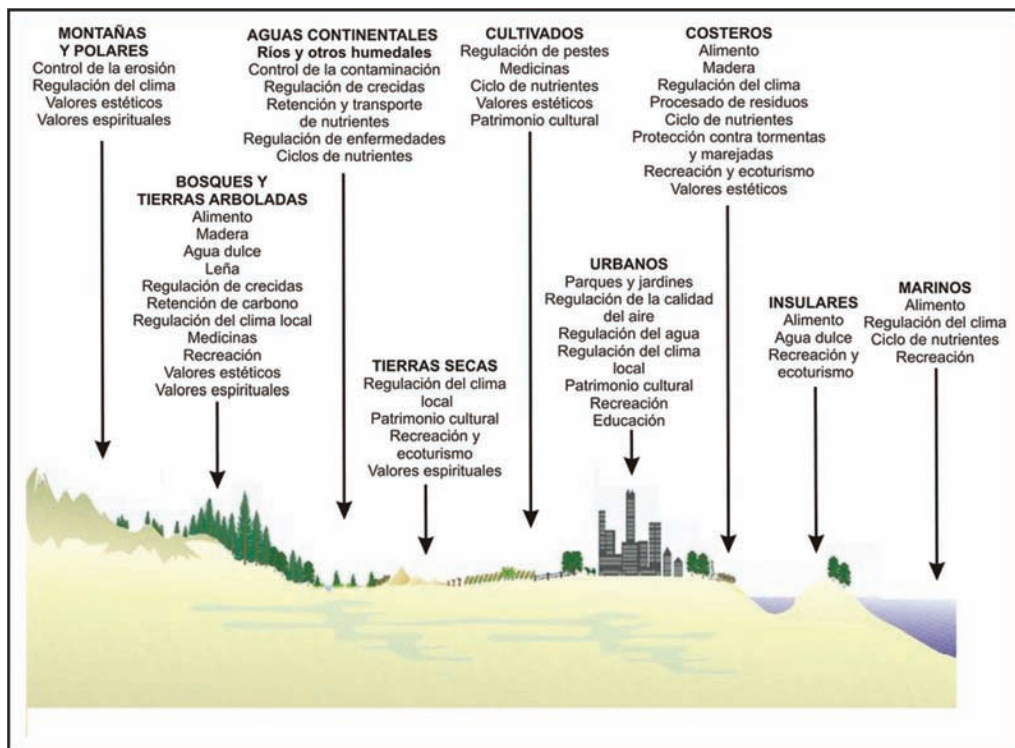 MONTAÑAS
Y POLARES
Control de la erosión
Regulación del clima
Valores estéticos
Valores espirituales
BOSQUES Y
TIERRAS ARBOLADAS
Alimento
Madera
Agua dulce
Leña
Regulación de crecidas
Retención de carbono
Regulación del clima local
Medicinas
Recreación
Valores estéticos
Valores espirituales
AGUAS CONTINENTALES
Ríos y otros humedales
Control de la contaminación
Regulación de crecidas
Retención y transporte
de nutrientes
Regulación de enfermedades
Ciclos de nutrientes
TIERRAS SECAS
Regulación del clima
local
Patrimonio cultural
Recreación y
ecoturismo
Valores espirituales
CULTIVADOS
Regulación de pestes
Medicinas
Ciclo de nutrientes
Valores estéticos
Patrimonio cultural
URBANOS
Parques y jardines
Regulación de la calidad
del aire
Regulación del agua
Regulación del clima
local
Patrimonio cultural
Recreación
Educación
COSTEROS
Alimento
Madera
Regulación del clima
Procesado de residuos
Ciclo de nutrientes
Protección contra tormentas
y marejadas
Recreación y ecoturismo
Valores estéticos
INSULARES
Alimento
Agua dulce
Recreación y
ecoturismo
MARINOS
Alimento
Regulación del clima
Ciclo de nutrientes
Recreación